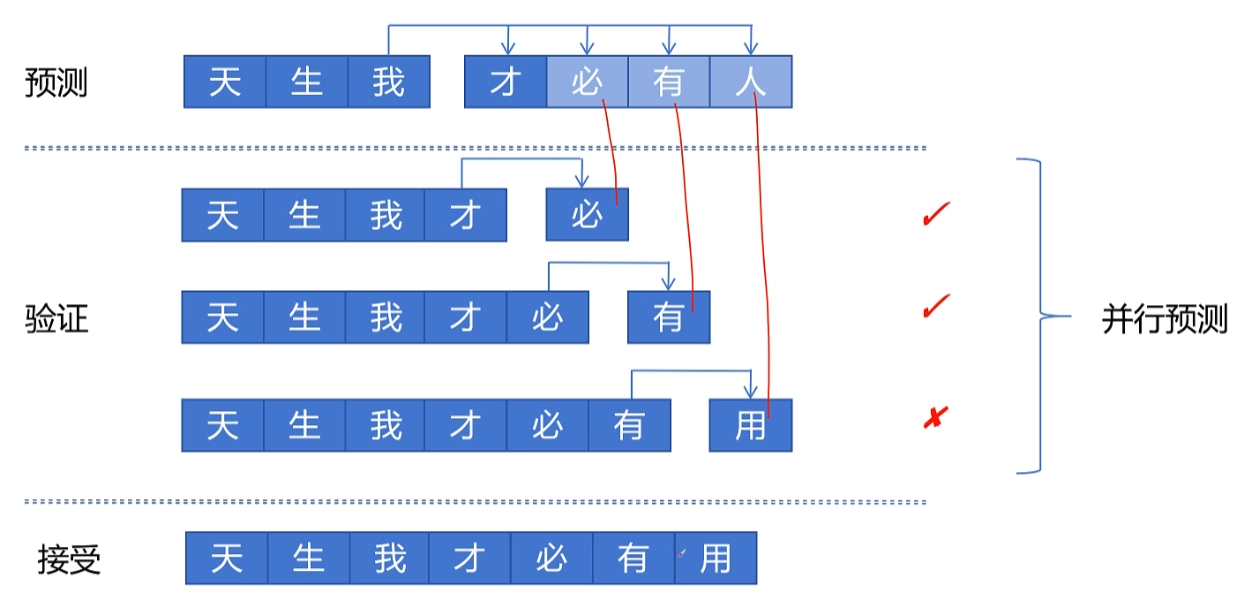 预测 天生我 才必有人
天生我才 必
验证 天生我才必 有
并行预测
天生我才必有 用
接受 天生我才必有用